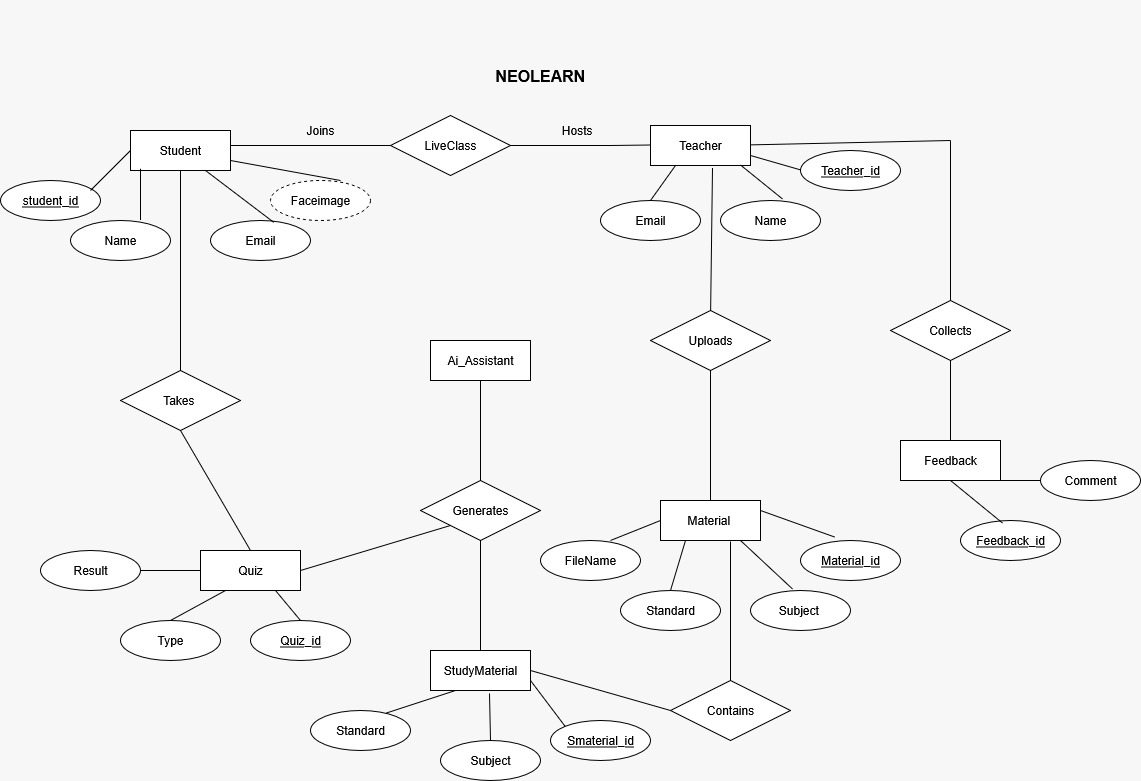 NEOLEARN
Joins
Hosts
Student
LiveClass
Teacher
student_id
Faceimage
Teacher_id
Name
Email
Email
Name
Uploads
Collects
Ai_Assistant
Takes
Feedback
Comment
Generates
Material
Feedback_id
FileName
Material_id
Result
Quiz
Standard
Subject
Type
Quiz_id
StudyMaterial
Contains
Standard
Smaterial_id
Subject